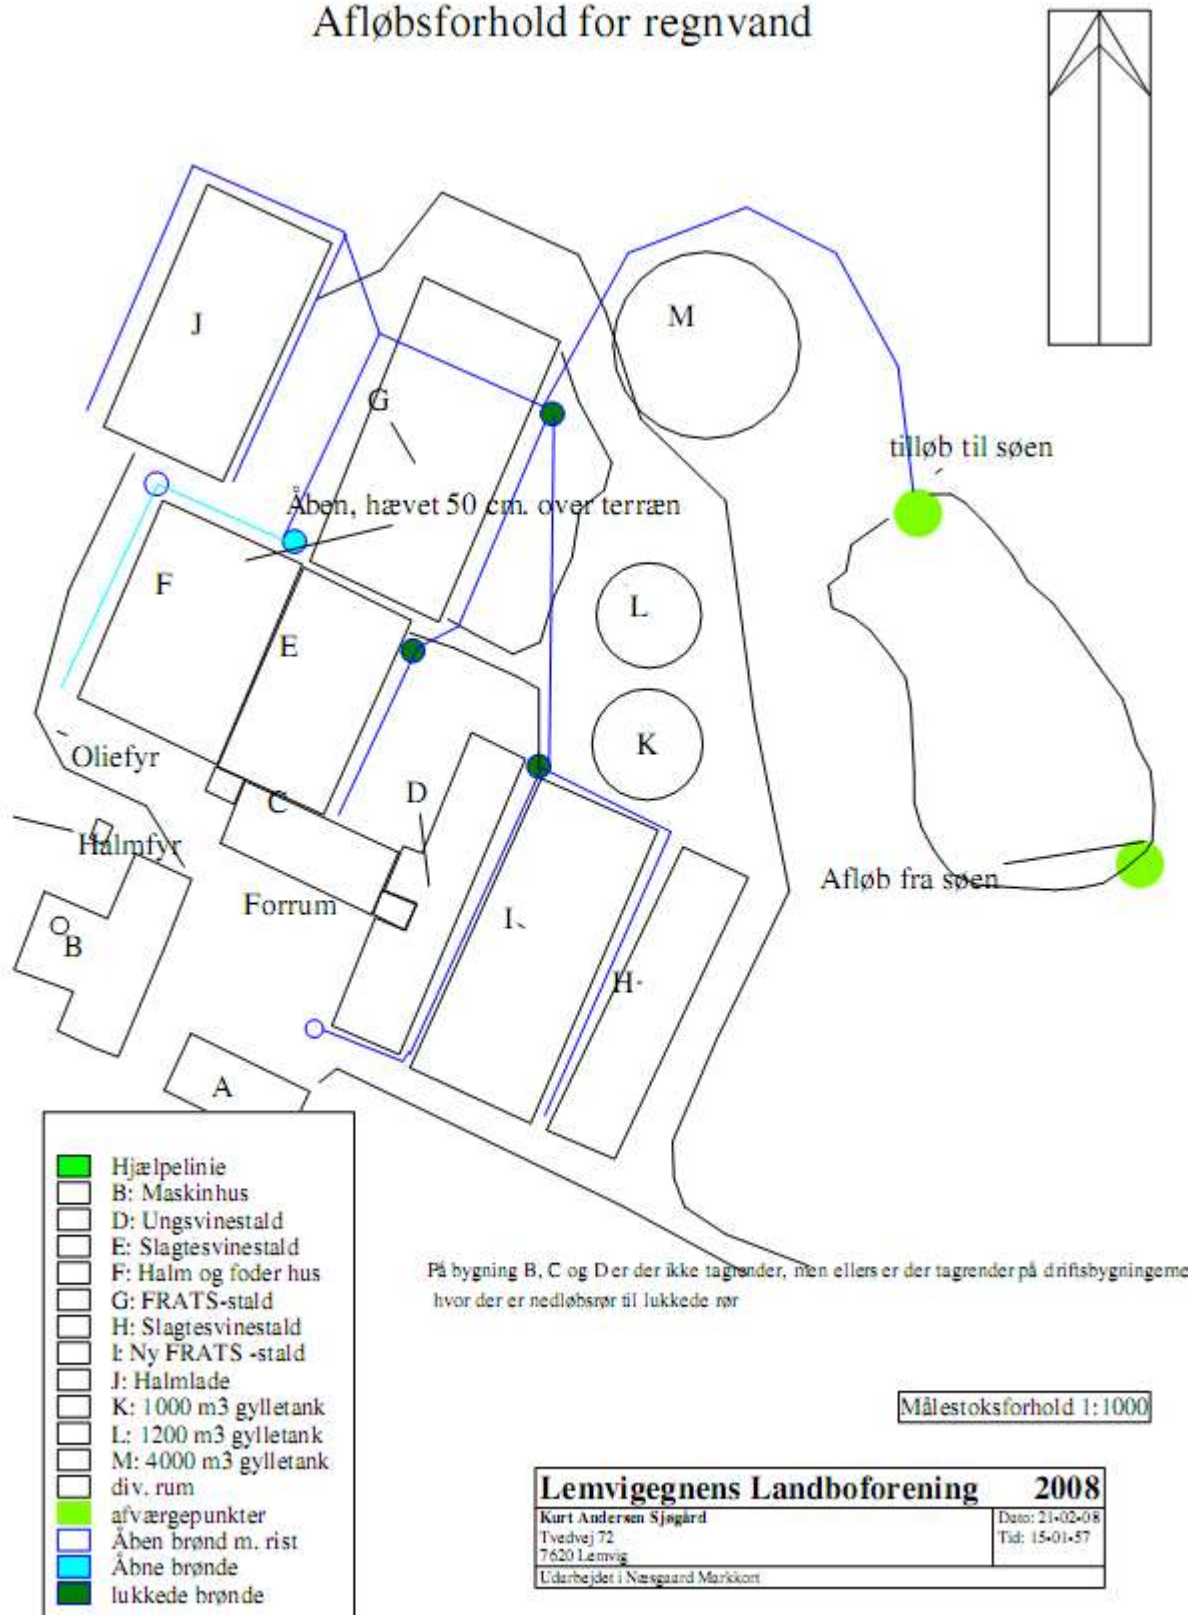 Afløbsforhold for regnvand
J
M
G
tilløb til søen
Åben, hævet 50 cm. over terræn
F
L
E
K
Oliefyr
D
C
Halmfyr
Afløb fra søen
Forrum
I
B
H
A
Hjælpelinie
B: Maskinhus
D: Ungsvinestald
E: Slagtesvinestald
F: Halm og foder hus
G: FRATS-stald
H: Slagtesvinestald
I: Ny FRATS -stald
J: Halmlade
K: 1000 m3 gylletank
L: 1200 m3 gylletank
M: 4000 m3 gylletank
div. rum
afværgepunkter
Åben brønd m. rist
Åbne brønde
lukkede brønde
På bygning B, C og D er der ikke tagrender, men ellers er der tagrender på driftsbygningerne
hvor der er nedløbsrør til lukkede rør
Målestoksforhold 1:1000
Lemvigegnens Landboforening 2008
Kurt Andersen Sjøgård
Tvedvej 72
7620 Lemvig
Dato: 21-02-08
Tid: 15-01-57
Udarbejdet i Næsgaard Markkort